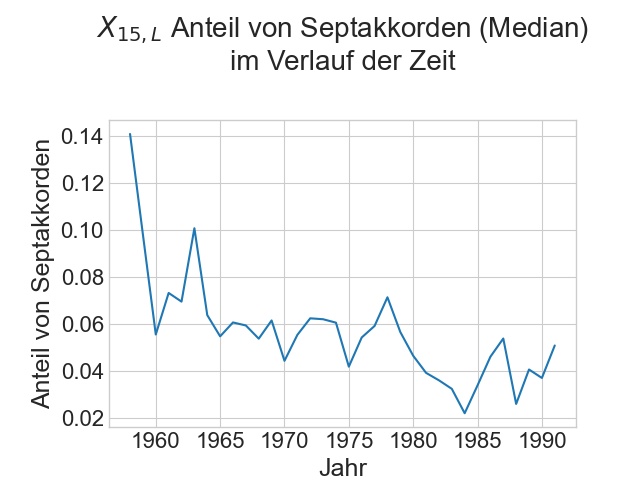 X15, L Anteil von Septakkorden (Median)
im Verlauf der Zeit
Anteil von Septakkorden
0.14
0.12
0.10
0.08
0.06
0.04
0.02
1960 1965 1970 1975 1980 1985 1990
Jahr